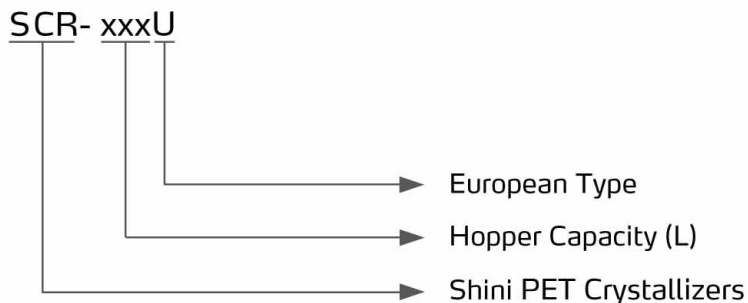 SCR- xxxU
European Type
Hopper Capacity (L)
Shini PET Crystallizers